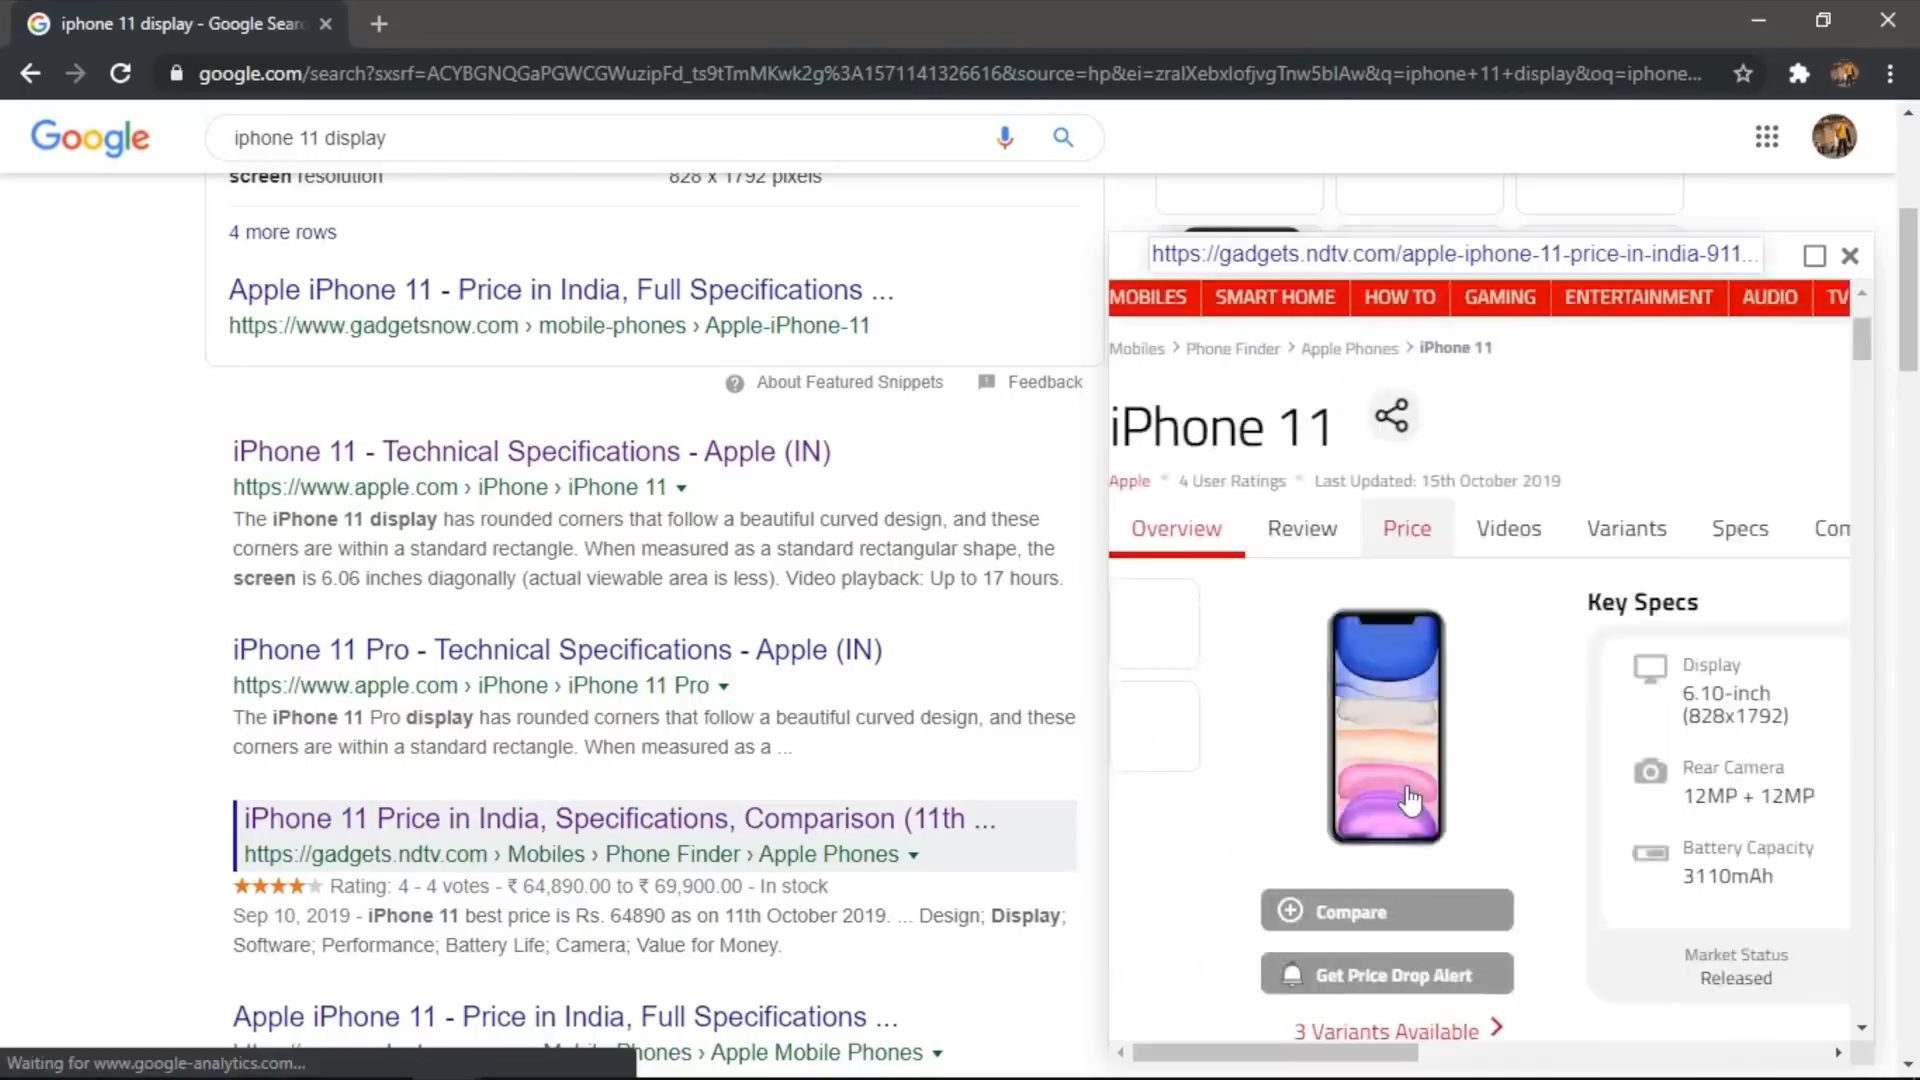 iphone 11 display - Google Sear
google.com/search?sxsrf=ACYBGNQGaPGWCGWuzipFd_ts9tTmMKwk2g%3A1571141326616&source=hp&ei=zralXebxlofjvgTnw5blAw&q=iphone+11+display&oq=iphone...
Google
iphone 11 display
screen resolution 828 x 1792 pixels
4 more rows
Apple iPhone 11 - Price in India, Full Specifications ...
https://www.gadgetsnow.com › mobile-phones › Apple-iPhone-11
About Featured Snippets Feedback
iPhone 11 - Technical Specifications - Apple (IN)
https://www.apple.com › iPhone › iPhone 11
The iPhone 11 display has rounded corners that follow a beautiful curved design, and these
corners are within a standard rectangle. When measured as a standard rectangular shape, the
screen is 6.06 inches diagonally (actual viewable area is less). Video playback: Up to 17 hours.
iPhone 11 Pro - Technical Specifications - Apple (IN)
https://www.apple.com › iPhone › iPhone 11 Pro
The iPhone 11 Pro display has rounded corners that follow a beautiful curved design, and these
corners are within a standard rectangle. When measured as a ...
iPhone 11 Price in India, Specifications, Comparison (11th ...
https://gadgets.ndtv.com › Mobiles › Phone Finder › Apple Phones
Rating: 4 - 4 votes - ₹ 64,890.00 to ₹ 69,900.00 - In stock
Sep 10, 2019 - iPhone 11 best price is Rs. 64890 as on 11th October 2019. ... Design; Display;
Software; Performance; Battery Life; Camera; Value for Money.
Apple iPhone 11 - Price in India, Full Specifications ...
Phones › Apple Mobile Phones
Waiting for www.google-analytics.com...
https://gadgets.ndtv.com/apple-iphone-11-price-in-india-911...
MOBILES SMART HOME HOW TO GAMING ENTERTAINMENT AUDIO TV
Mobiles > Phone Finder > Apple Phones > iPhone 11
iPhone 11
Apple 4 User Ratings Last Updated: 15th October 2019
Overview Review Price Videos Variants Specs Com
Key Specs
Display
6.10-inch
(828x1792)
Rear Camera
12MP + 12MP
Battery Capacity
3110mAh
Compare
Market Status
Released
Get Price Drop Alert
3 Variants Available